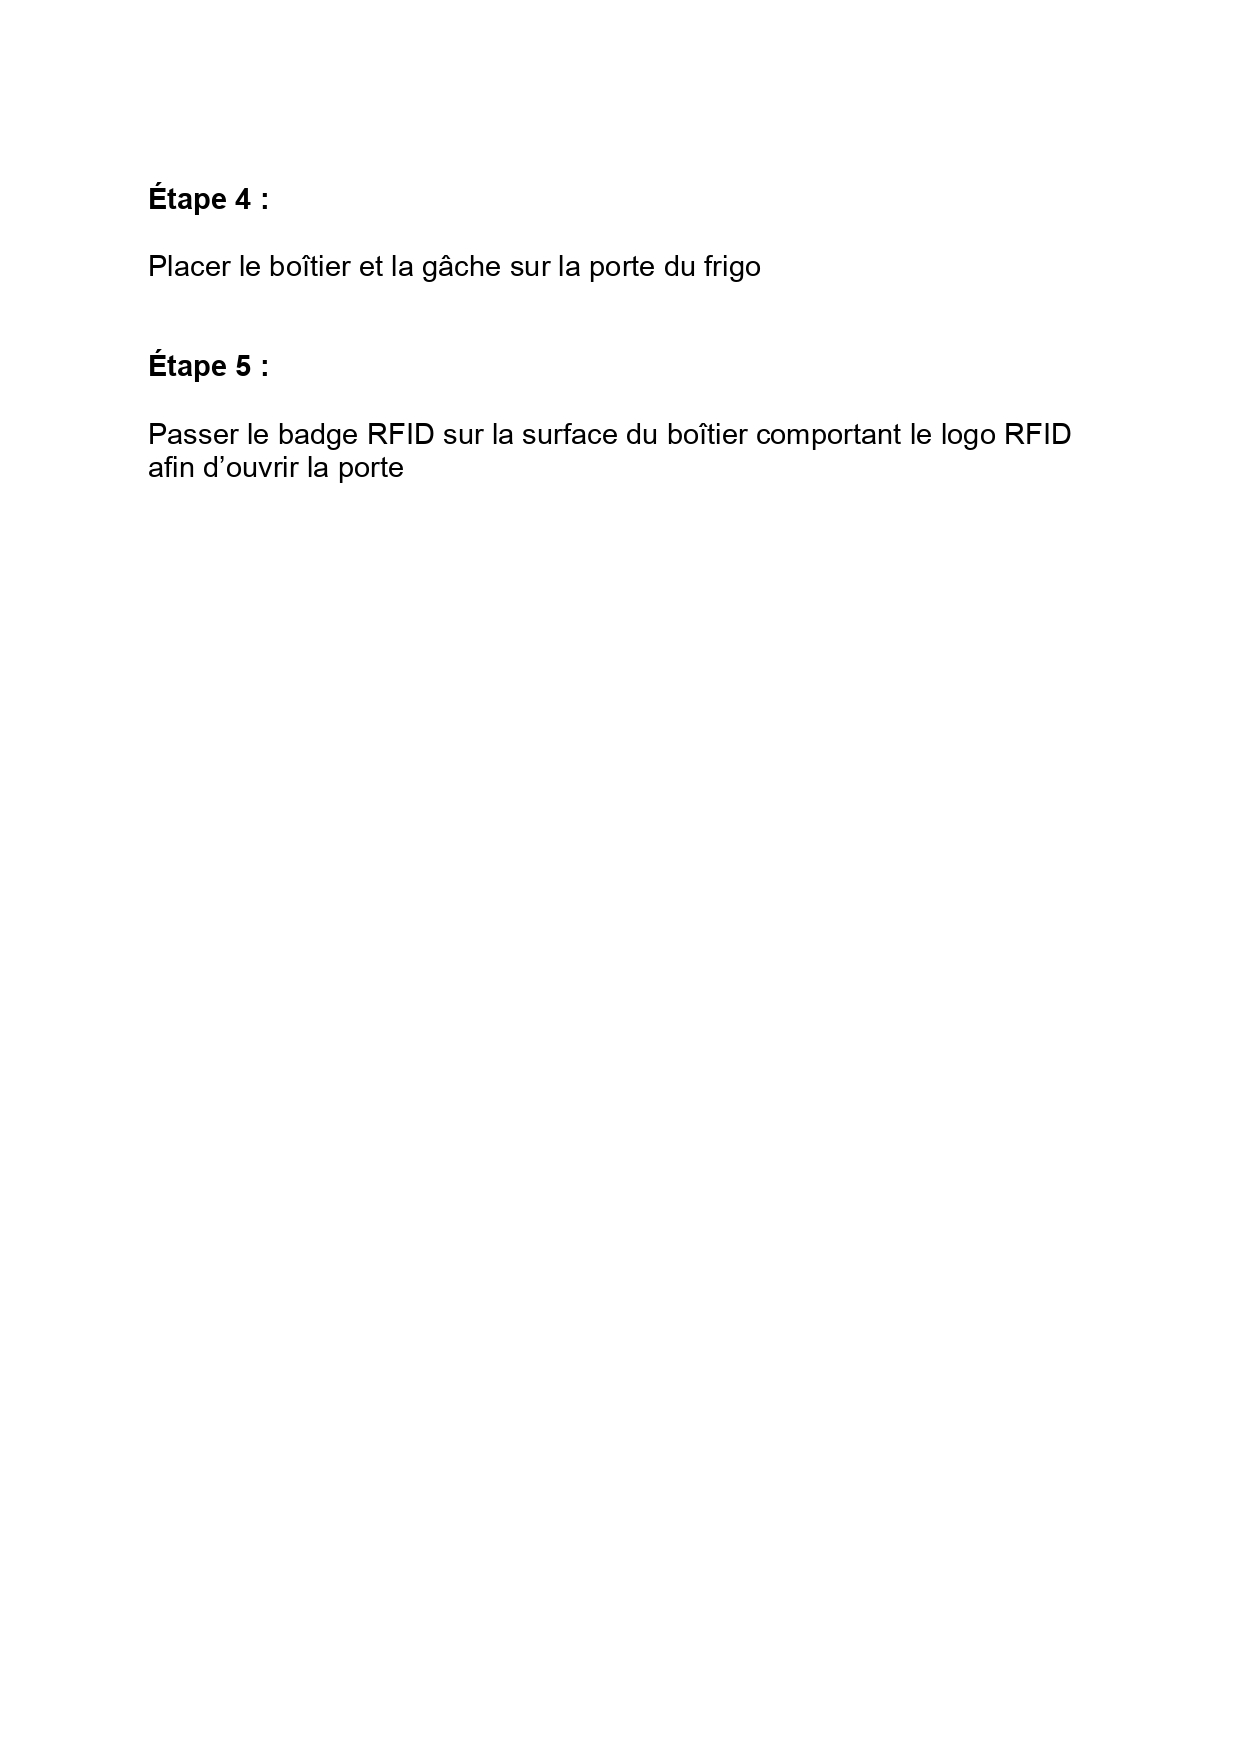 Étape 4 :
Placer le boîtier et la gâche sur la porte du frigo
Étape 5 :
Passer le badge RFID sur la surface du boîtier comportant le logo RFID
afin d’ouvrir la porte